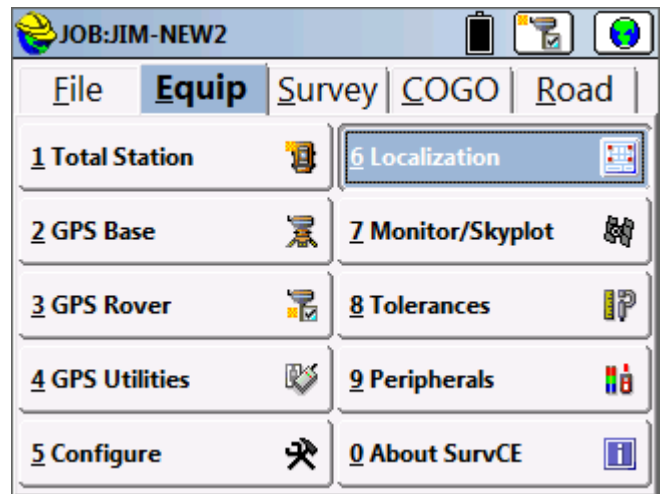 JOB:JIM-NEW2
File Equip Survey COGO Road
1 Total Station 6 Localization
2 GPS Base 7 Monitor/Skyplot
3 GPS Rover 8 Tolerances
4 GPS Utilities 9 Peripherals
5 Configure 0 About SurvCE